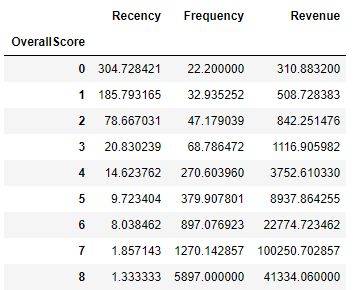 Recency Frequency Revenue
OverallScore
0 304.728421 22.200000 310.883200
1 185.793165 32.935252 508.728383
2 78.667031 47.179039 842.251476
3 20.830239 68.786472 1116.905982
4 14.623762 270.603960 3752.610330
5 9.723404 379.907801 8937.864255
6 8.038462 897.076923 22774.723462
7 1.857143 1270.142857 100250.702857
8 1.333333 5897.000000 41334.060000